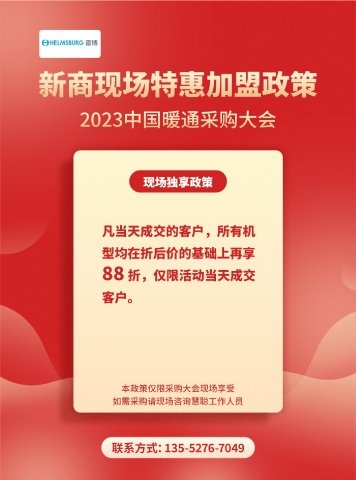 HELMSBURG 雷博
新商现场特惠加盟政策
2023中国暖通采购大会
现场独享政策
凡当天成交的客户，所有机
型均在折后价的基础上再享
88 折，仅限活动当天成交
客户。
本政策仅限采购大会现场享受
如需采购请现场咨询慧聪工作人员
联系方式：135-5276-7049